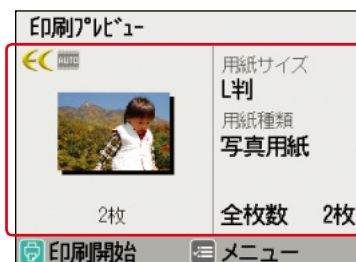 印刷ﾌﾟﾚﾋﾞｭｰ
AUTO
用紙サイズ
L判
用紙種類
写真用紙
2枚
全枚数 2枚
印刷開始 メニュー